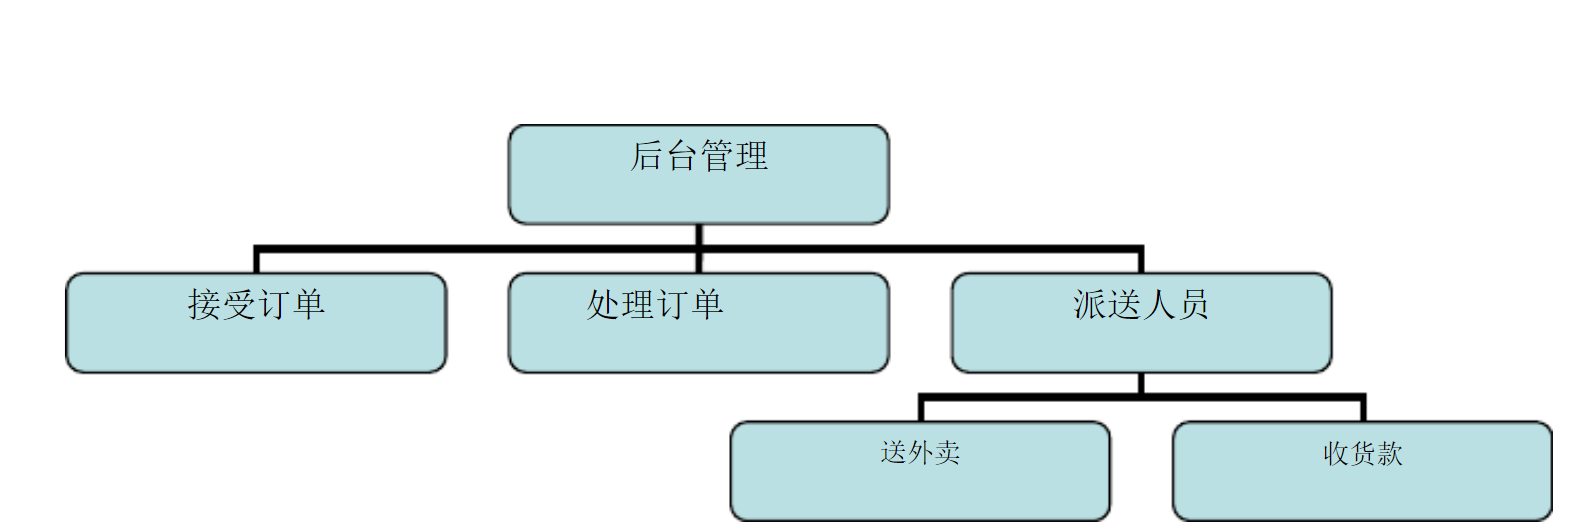 后台管理
接受订单
处理订单
派送人员
送外卖
收货款